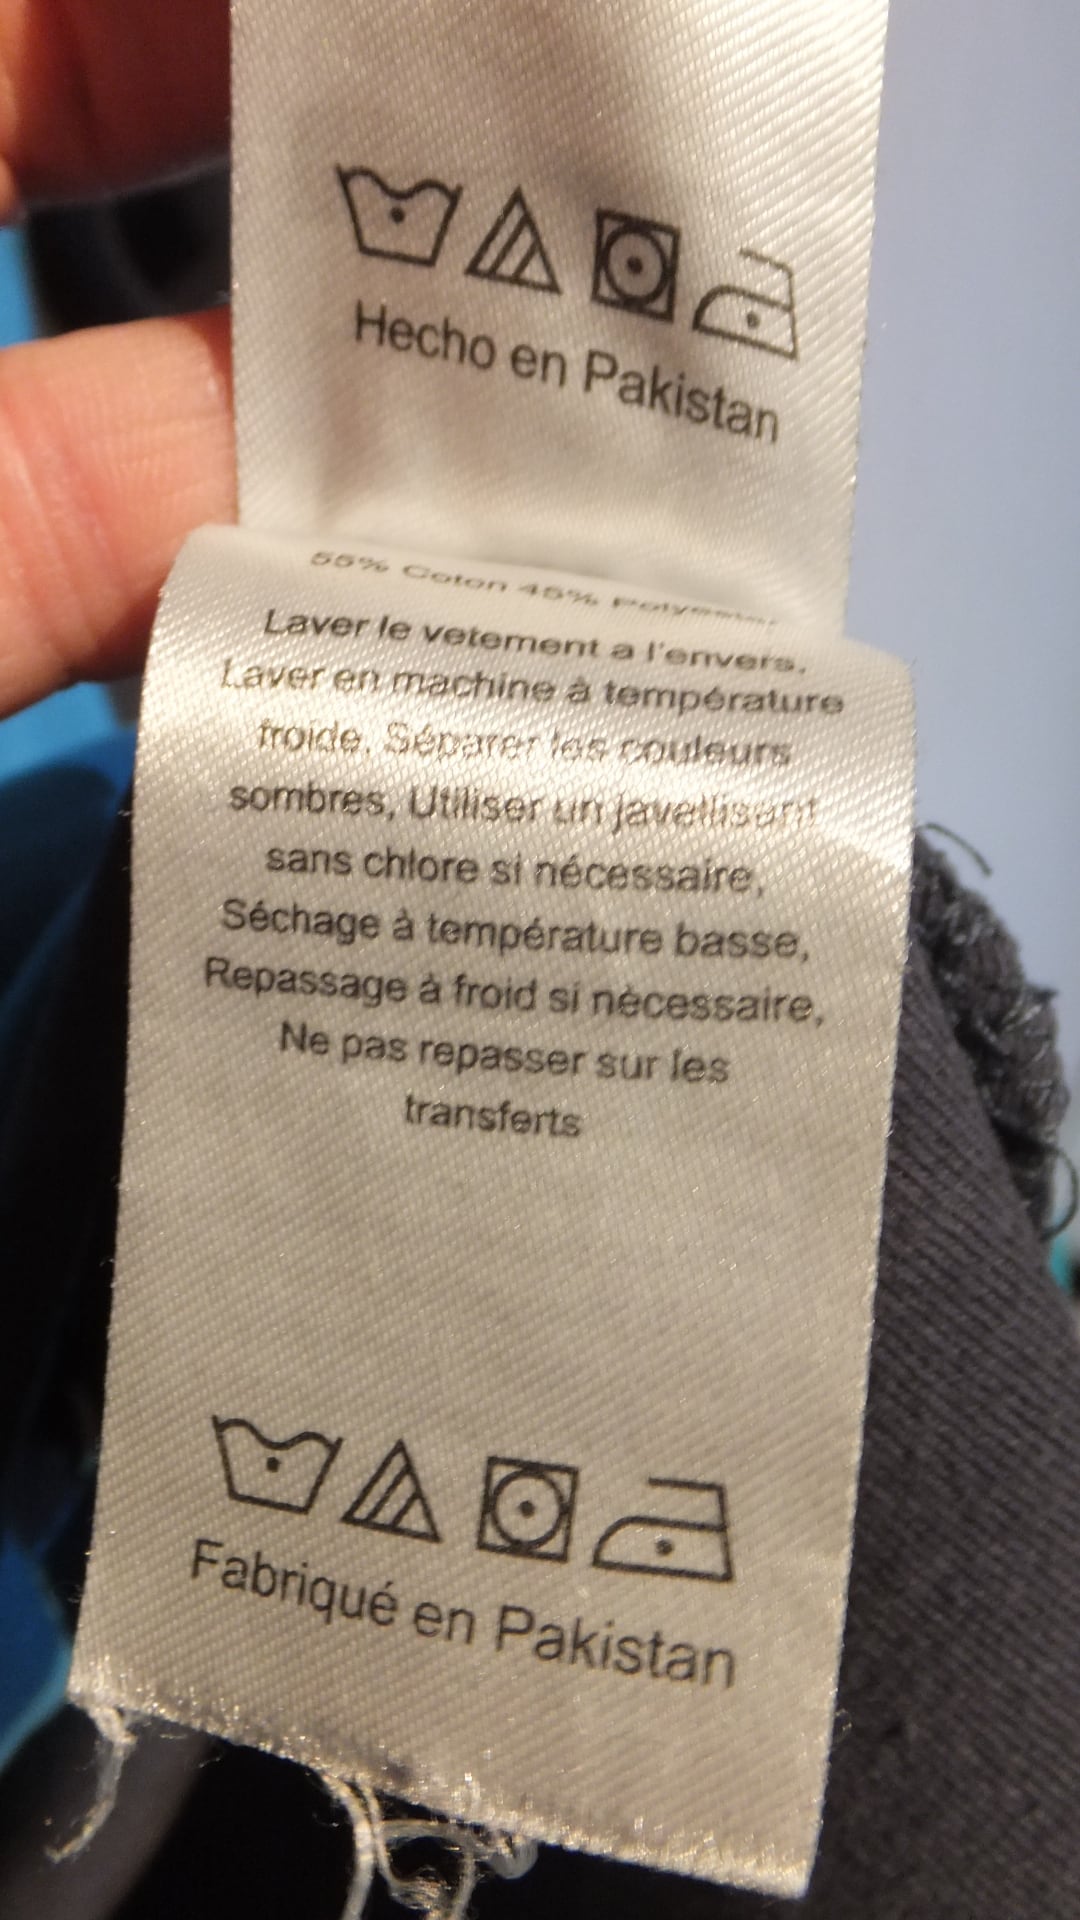 Hecho en Pakistan
55% Coton 45% Polyester
Laver le vetement a l'envers.
Laver en machine à température
froide. Séparer les couleurs
sombres, Utiliser un javellisant
sans chlore si nécessaire,
Séchage à température basse,
Repassage à froid si nècessaire,
Ne pas repasser sur les
transferts
Fabriqué en Pakistan